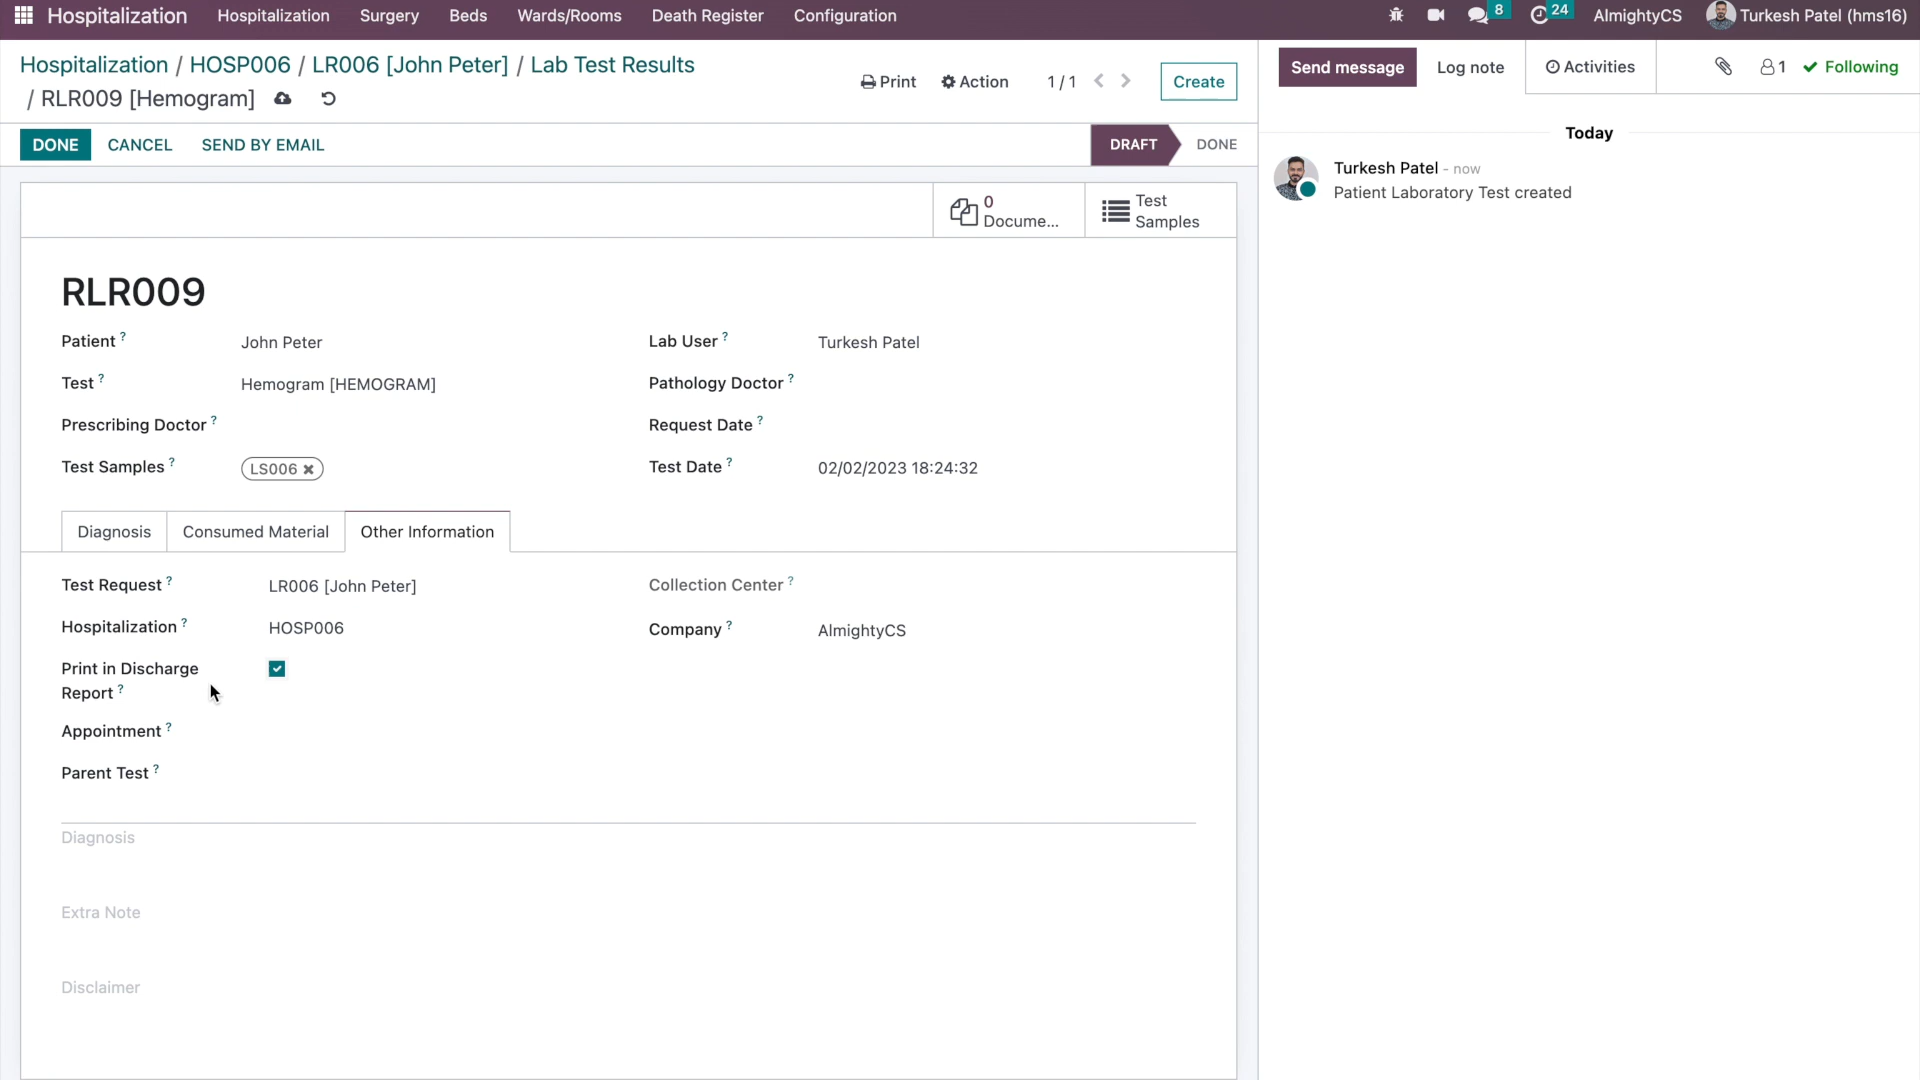 Hospitalization Hospitalization Surgery Beds Wards/Rooms Death Register Configuration 8 24 AlmightyCS Turkesh Patel (hms16)
Hospitalization / HOSP006 / LR006 [John Peter] / Lab Test Results
/ RLR009 [Hemogram]
Print Action 1 / 1 Create
Send message Log note Activities 1 Following
DONE CANCEL SEND BY EMAIL DRAFT DONE
Today
Turkesh Patel - now
Patient Laboratory Test created
0
Docume...
Test
Samples
RLR009
Patient ? John Peter
Lab User ? Turkesh Patel
Test ? Hemogram [HEMOGRAM]
Pathology Doctor ?
Prescribing Doctor ?
Request Date ?
Test Samples ? LS006 ×
Test Date ? 02/02/2023 18:24:32
Diagnosis Consumed Material Other Information
Test Request ? LR006 [John Peter]
Collection Center ?
Hospitalization ? HOSP006
Company ? AlmightyCS
Print in Discharge
Report ?
Appointment ?
Parent Test ?
Diagnosis
Extra Note
Disclaimer